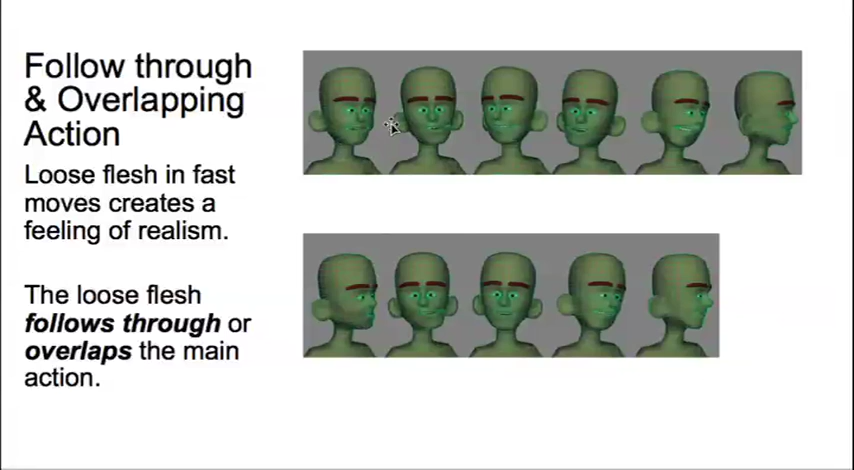 Follow through
& Overlapping
Action
Loose flesh in fast
moves creates a
feeling of realism.
The loose flesh
follows through or
overlaps the main
action.